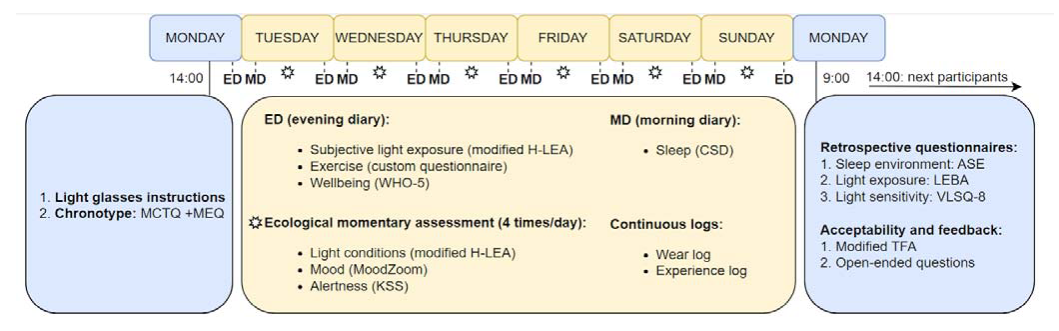 MONDAY TUESDAY WEDNESDAY THURSDAY FRIDAY SATURDAY SUNDAY MONDAY
14:00 ED MD ED MD ED MD ED MD ED MD ED MD ED 9:00 14:00: next participants
1. Light glasses instructions
2. Chronotype: MCTQ +MEQ
ED (evening diary):
• Subjective light exposure (modified H-LEA)
• Exercise (custom questionnaire)
• Wellbeing (WHO-5)
MD (morning diary):
• Sleep (CSD)
Ecological momentary assessment (4 times/day):
• Light conditions (modified H-LEA)
• Mood (MoodZoom)
• Alertness (KSS)
Continuous logs:
• Wear log
• Experience log
Retrospective questionnaires:
1. Sleep environment: ASE
2. Light exposure: LEBA
3. Light sensitivity: VLSQ-8
Acceptability and feedback:
1. Modified TFA
2. Open-ended questions